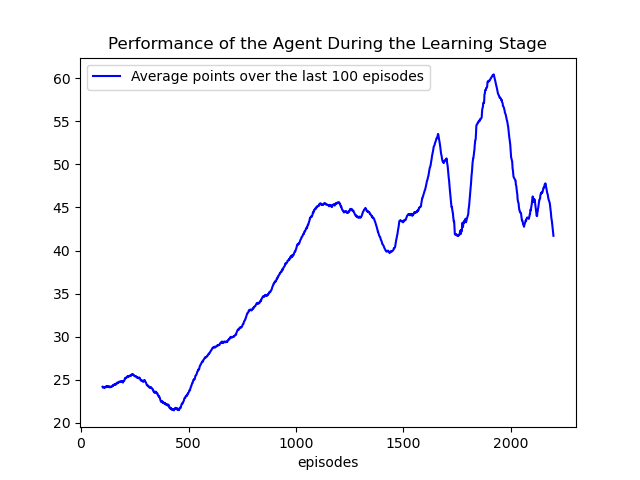 Performance of the Agent During the Learning Stage
Average points over the last 100 episodes
60
55
50
45
40
35
30
25
20
0 500 1000 1500 2000
episodes